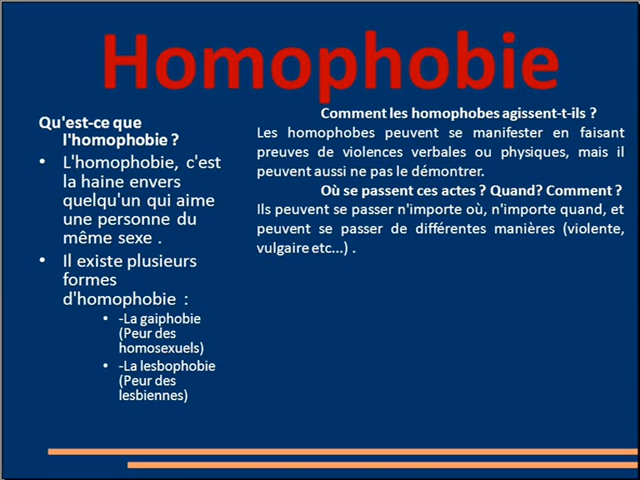 Homophobie
Qu'est-ce que
l'homophobie ?
• L'homophobie, c'est
la haine envers
quelqu'un qui aime
une personne du
même sexe .
• Il existe plusieurs
formes
d'homophobie :
• -La gaiphobie
(Peur des
homosexuels)
• -La lesbophobie
(Peur des
lesbiennes)
Comment les homophobes agissent-t-ils ?
Les homophobes peuvent se manifester en faisant
preuves de violences verbales ou physiques, mais il
peuvent aussi ne pas le démontrer.
Où se passent ces actes ? Quand? Comment ?
Ils peuvent se passer n'importe où, n'importe quand, et
peuvent se passer de différentes manières (violente,
vulgaire etc...) .